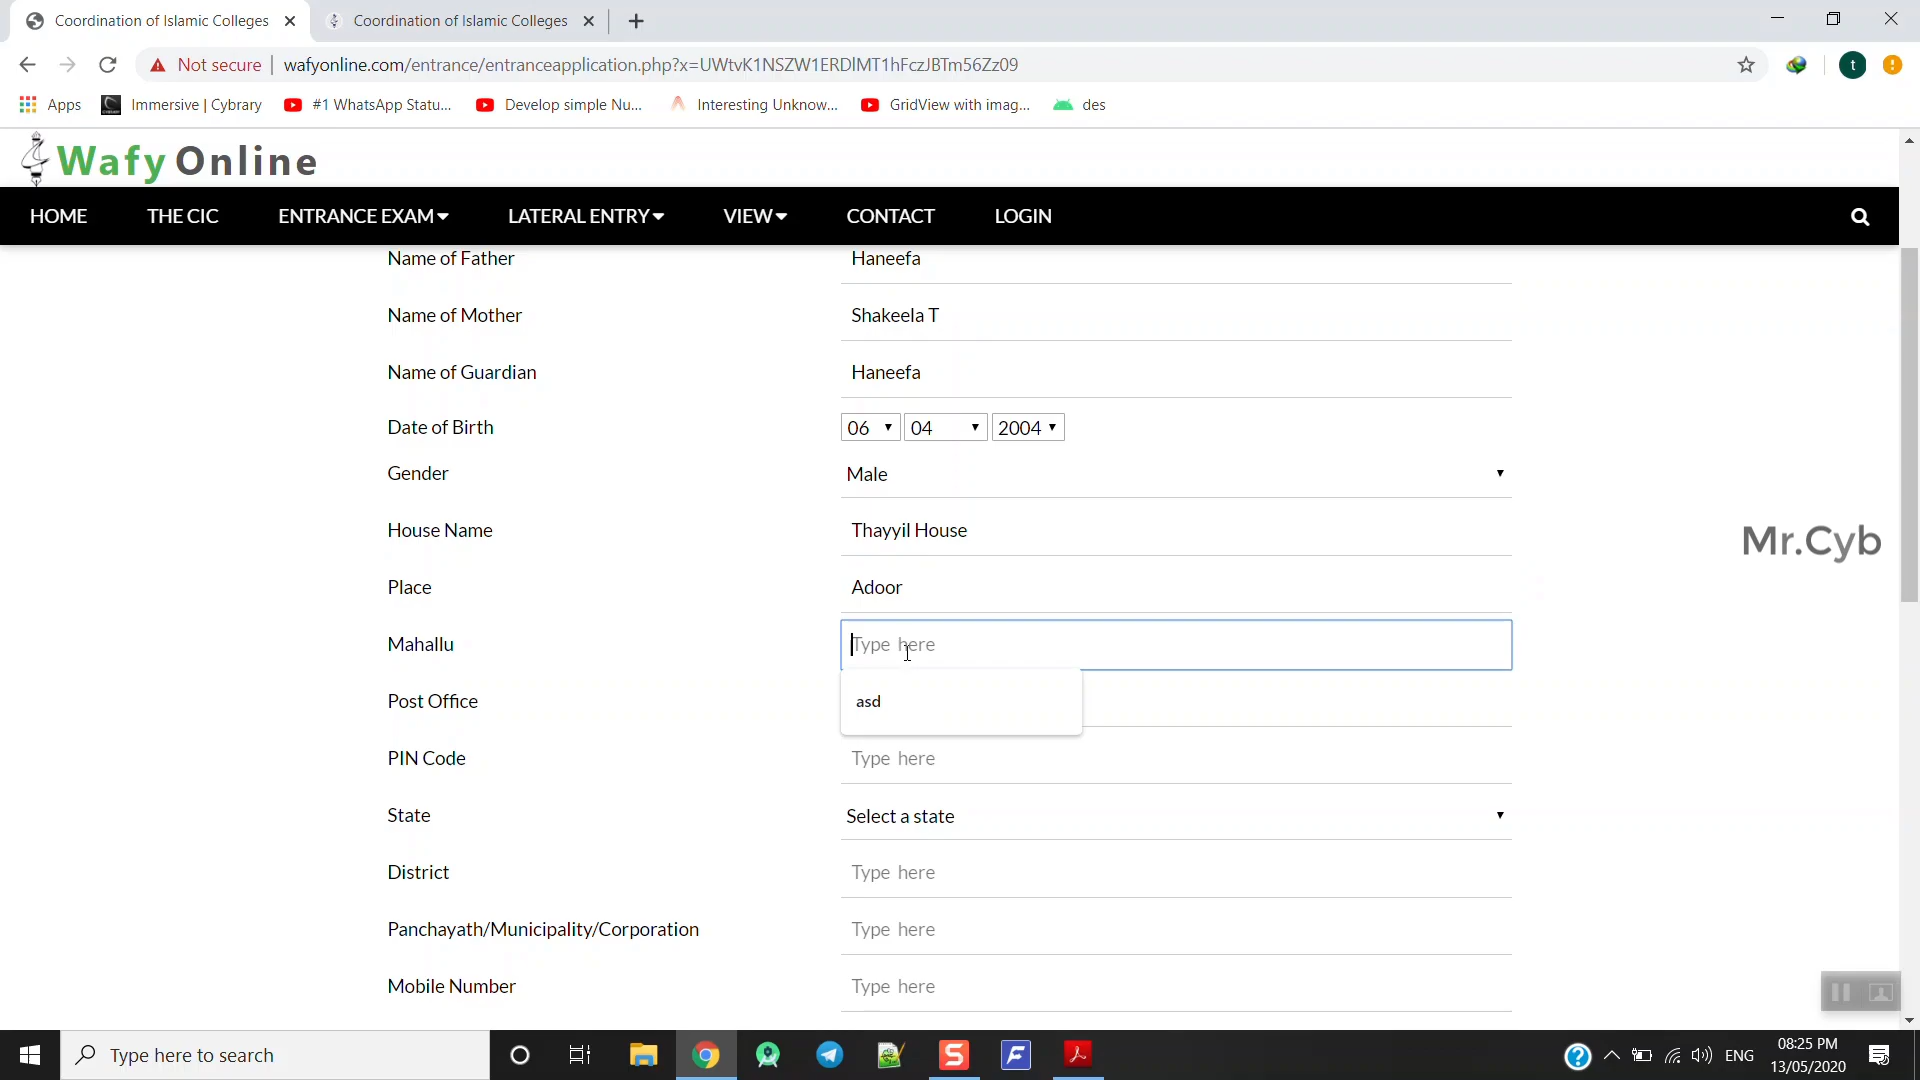 Coordination of Islamic Colleges
Coordination of Islamic Colleges
Not secure | wafyonline.com/entrance/entranceapplication.php?x=UWtvK1NSZW1ERDlMT1hFczJBTm56Zz09
t
Apps
Immersive | Cybrary
#1 WhatsApp Statu...
Develop simple Nu...
Interesting Unknow...
GridView with imag...
des
Wafy Online
HOME THE CIC ENTRANCE EXAM LATERAL ENTRY VIEW CONTACT LOGIN
Name of Father Haneefa
Name of Mother Shakeela T
Name of Guardian Haneefa
Date of Birth 06 04 2004
Gender Male
House Name Thayyil House
Mr.Cyb
Place Adoor
Mahallu Type here
Post Office asd
PIN Code Type here
State Select a state
District Type here
Panchayath/Municipality/Corporation Type here
Mobile Number Type here
Type here to search
ENG
08:25 PM
13/05/2020